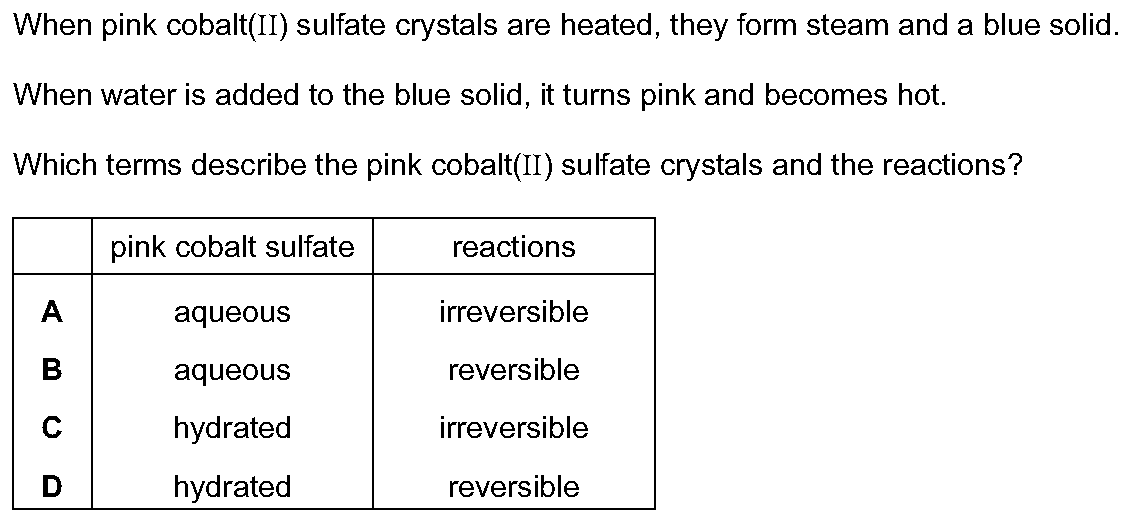 When pink cobalt(II) sulfate crystals are heated, they form steam and a blue solid.
When water is added to the blue solid, it turns pink and becomes hot.
Which terms describe the pink cobalt(II) sulfate crystals and the reactions?
pink cobalt sulfate reactions
A aqueous irreversible
B aqueous reversible
C hydrated irreversible
D hydrated reversible